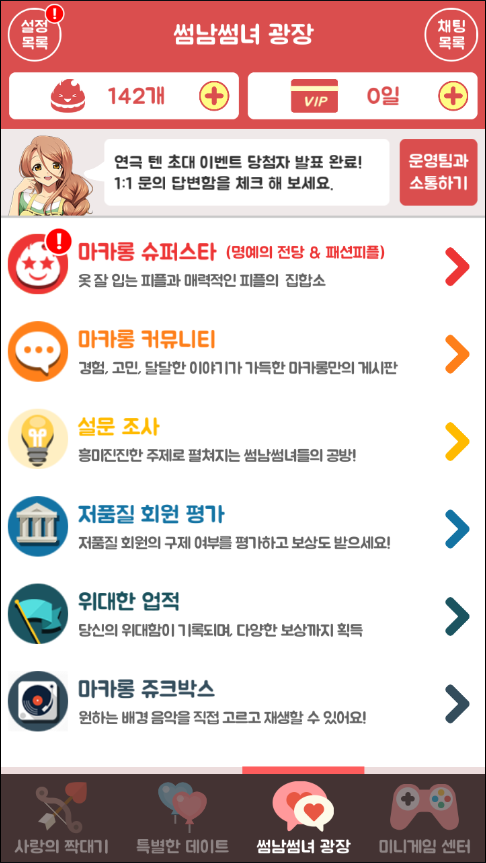 설정
목록
!
썸남썸녀 광장
채팅
목록
142개
VIP
0일
연극 텐 초대 이벤트 당첨자 발표 완료!
1:1 문의 답변함을 체크 해 보세요.
운영팀과
소통하기
!
마카롱 슈퍼스타 (명예의 전당 & 패션피플)
옷 잘 입는 피플과 매력적인 피플의 집합소
마카롱 커뮤니티
경험, 고민, 달달한 이야기가 가득한 마카롱만의 게시판
설문 조사
흥미진진한 주제로 펼쳐지는 썸남썸녀들의 공방!
저품질 회원 평가
저품질 회원의 구제 여부를 평가하고 보상도 받으세요!
위대한 업적
당신의 위대함이 기록되며, 다양한 보상까지 획득
마카롱 쥬크박스
원하는 배경 음악을 직접 고르고 재생할 수 있어요!
사랑의 짝대기
특별한 데이트
썸남썸녀 광장
미니게임 센터